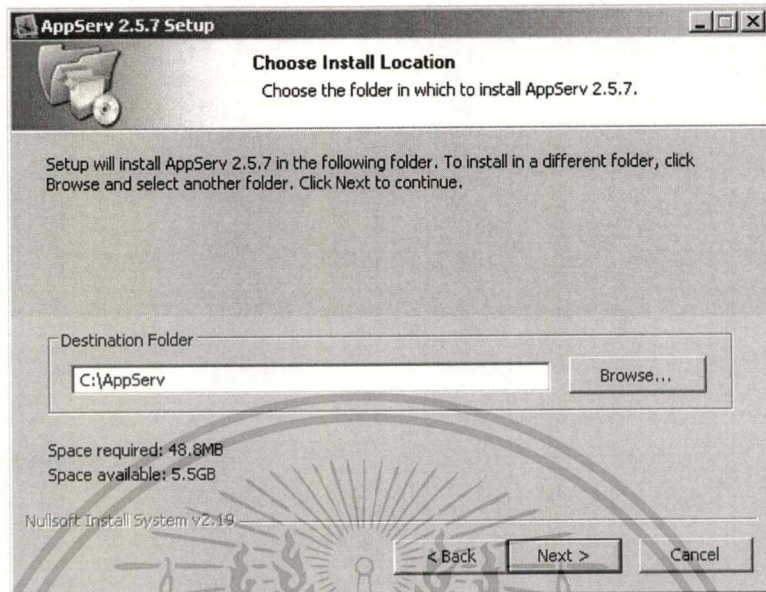 AppServ 2.5.7 Setup
Choose Install Location
Choose the folder in which to install AppServ 2.5.7.
Setup will install AppServ 2.5.7 in the following folder. To install in a different folder, click
Browse and select another folder. Click Next to continue.
Destination Folder
C:\AppServ
Browse...
Space required: 48.8MB
Space available: 5.5GB
Nullsoft Install System v2.19
< Back Next > Cancel